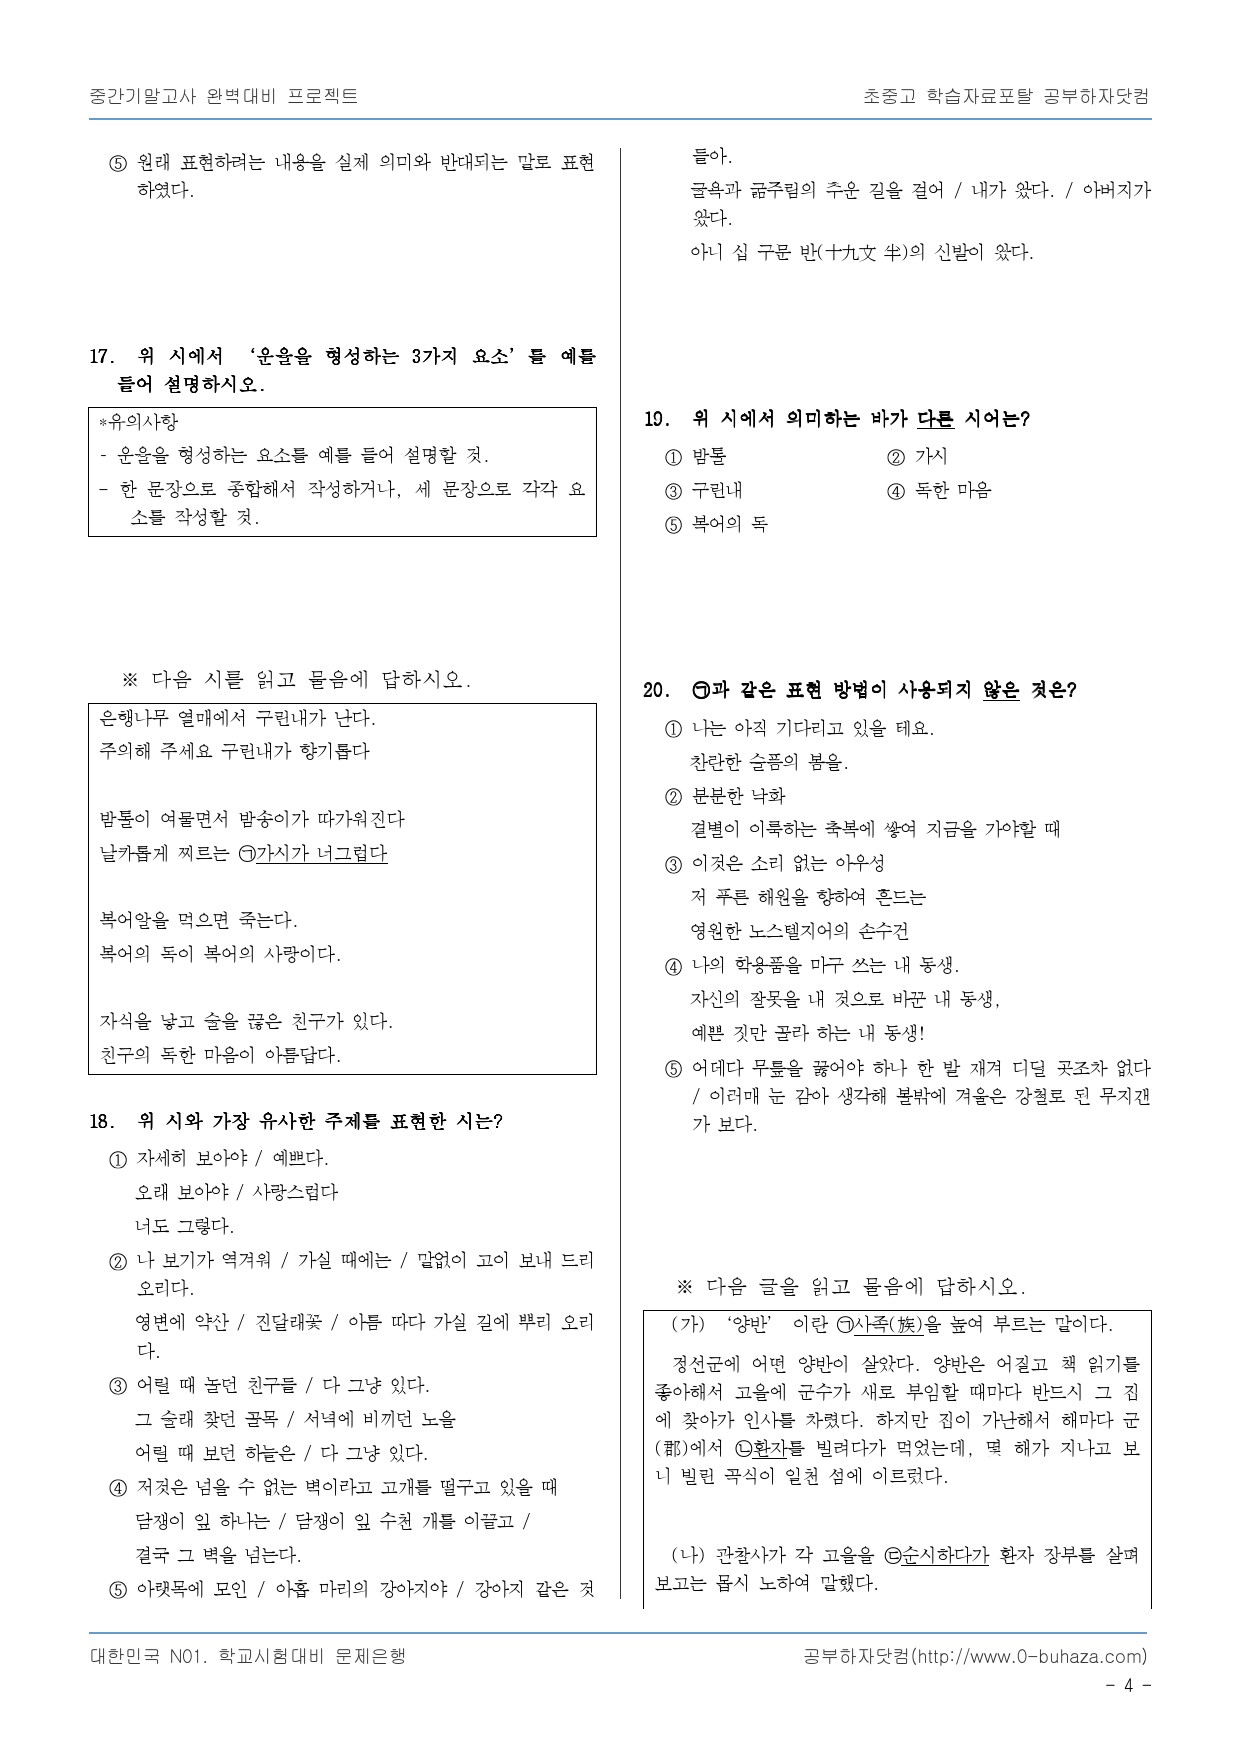 중간기말고사 완벽대비 프로젝트
초중고 학습자료포탈 공부하자닷컴
⑤ 원래 표현하려는 내용을 실제 의미와 반대되는 말로 표현
하였다.
17. 위 시에서 ‘운율을 형성하는 3가지 요소’를 예를
들어 설명하시오.
*유의사항
- 운율을 형성하는 요소를 예를 들어 설명할 것.
- 한 문장으로 종합해서 작성하거나, 세 문장으로 각각 요
소를 작성할 것.
※ 다음 시를 읽고 물음에 답하시오.
은행나무 열매에서 구린내가 난다.
주의해 주세요 구린내가 향기롭다
밤톨이 여물면서 밤송이가 따가워진다
날카롭게 찌르는 ㉠가시가 너그럽다
복어알을 먹으면 죽는다.
복어의 독이 복어의 사랑이다.
자식을 낳고 술을 끊은 친구가 있다.
친구의 독한 마음이 아름답다.
18. 위 시와 가장 유사한 주제를 표현한 시는?
① 자세히 보아야 / 예쁘다.
오래 보아야 / 사랑스럽다
너도 그렇다.
② 나 보기가 역겨워 / 가실 때에는 / 말없이 고이 보내 드리
오리다.
영변에 약산 / 진달래꽃 / 아름 따다 가실 길에 뿌리 오리
다.
③ 어릴 때 놀던 친구들 / 다 그냥 있다.
그 술래 찾던 골목 / 서녘에 비끼던 노을
어릴 때 보던 하늘은 / 다 그냥 있다.
④ 저것은 넘을 수 없는 벽이라고 고개를 떨구고 있을 때
담쟁이 잎 하나는 / 담쟁이 잎 수천 개를 이끌고 /
결국 그 벽을 넘는다.
⑤ 아랫목에 모인 / 아홉 마리의 강아지야 / 강아지 같은 것
들아.
굴욕과 굶주림의 추운 길을 걸어 / 내가 왔다. / 아버지가
왔다.
아니 십 구문 반(十九文 半)의 신발이 왔다.
19. 위 시에서 의미하는 바가 다른 시어는?
① 밤톨 ② 가시
③ 구린내 ④ 독한 마음
⑤ 복어의 독
20. ㉠과 같은 표현 방법이 사용되지 않은 것은?
① 나는 아직 기다리고 있을 테요.
찬란한 슬픔의 봄을.
② 분분한 낙화
결별이 이룩하는 축복에 쌓여 지금을 가야할 때
③ 이것은 소리 없는 아우성
저 푸른 해원을 향하여 흔드는
영원한 노스텔지어의 손수건
④ 나의 학용품을 마구 쓰는 내 동생.
자신의 잘못을 내 것으로 바꾼 내 동생,
예쁜 짓만 골라 하는 내 동생!
⑤ 어데다 무릎을 꿇어야 하나 한 발 재겨 디딜 곳조차 없다
/ 이러매 눈 감아 생각해 볼밖에 겨울은 강철로 된 무지갠
가 보다.
※ 다음 글을 읽고 물음에 답하시오.
(가) ‘양반’ 이란 ㉠사족(族)을 높여 부르는 말이다.
정선군에 어떤 양반이 살았다. 양반은 어질고 책 읽기를
좋아해서 고을에 군수가 새로 부임할 때마다 반드시 그 집
에 찾아가 인사를 차렸다. 하지만 집이 가난해서 해마다 군
(郡)에서 ㉡환자를 빌려다가 먹었는데, 몇 해가 지나고 보
니 빌린 곡식이 일천 섬에 이르렀다.
(나) 관찰사가 각 고을을 ㉢순시하다가 환자 장부를 살펴
보고는 몹시 노하여 말했다.
대한민국 NO1. 학교시험대비 문제은행
공부하자닷컴(http://www.0-buhaza.com)
- 4 -